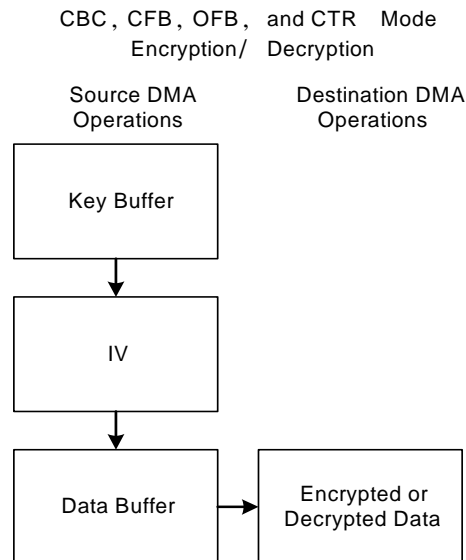 CBC, CFB, OFB, and CTR Mode
Encryption/ Decryption
Source DMA
Operations
Destination DMA
Operations
Key Buffer
IV
Data Buffer
Encrypted or
Decrypted Data